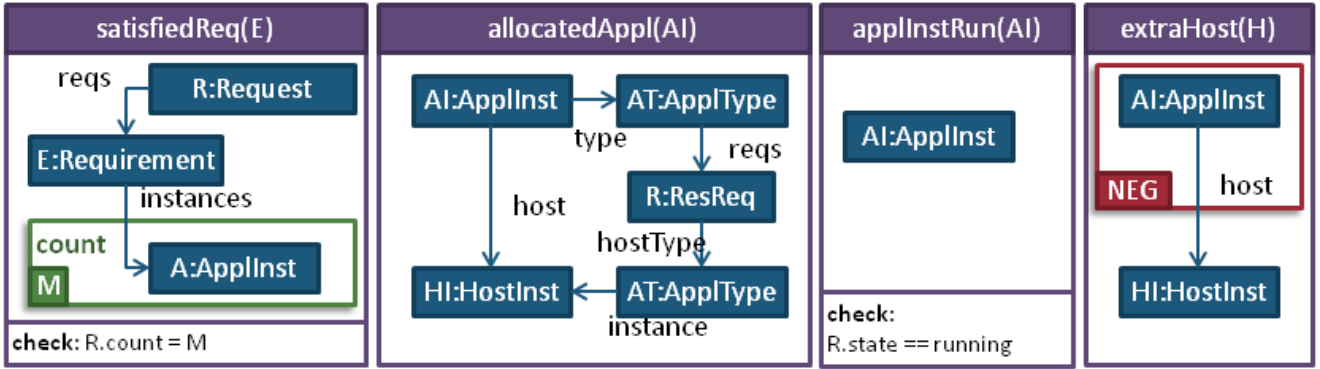 satisfiedReq(E)
reqs
R:Request
E:Requirement
instances
count
A:ApplInst
M
check: R.count = M
allocatedAppl(AI)
AI:ApplInst
AT:ApplType
type
reqs
R:ResReq
host
hostType
HI:HostInst
AT:ApplType
instance
applInstRun(AI)
AI:ApplInst
check:
R.state == running
extraHost(H)
AI:ApplInst
NEG
host
HI:HostInst